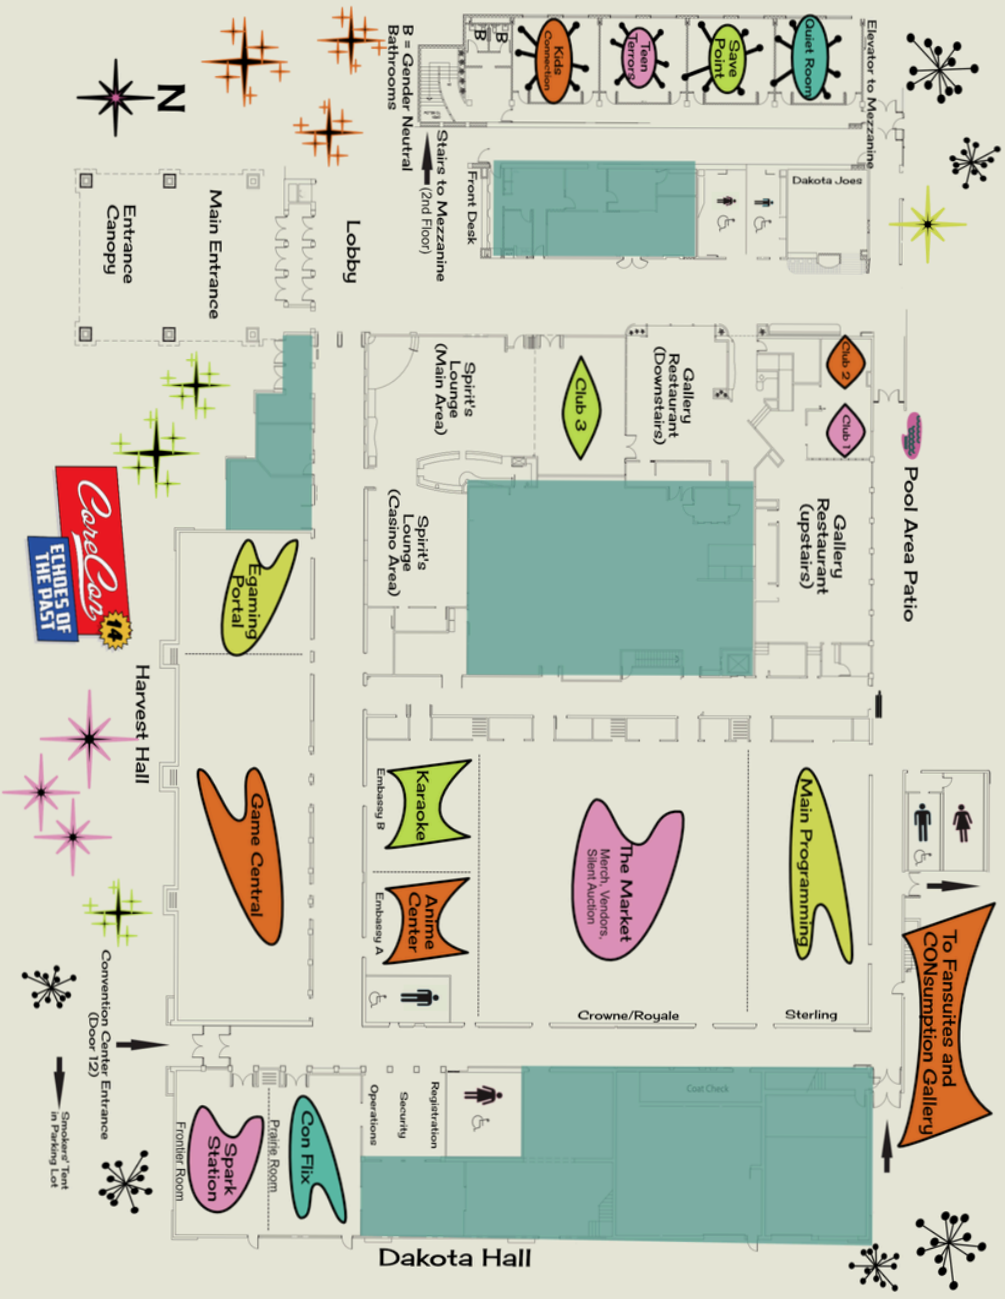 Kids
Connection
Teen
Terrors
Save
Point
Quiet Room
Elevator to Mezzanine
B
B
B = Gender Neutral
Bathrooms
Stairs to Mezzanine
(2nd Floor)
Front Desk
Dakota Joes
N
Main Entrance
Entrance
Canopy
Lobby
Spirit's
Lounge
(Main Area)
Club 3
Gallery
Restaurant
(Downstairs)
Club 2
Club 1
Pool Area Patio
Gallery
Restaurant
(upstairs)
Spirit's
Lounge
(Casino Area)
CoreCon
14
ECHOES OF
THE PAST
Egaming
Portal
Harvest Hall
Game Central
Karaoke
Embassy B
Anime
Center
Embassy A
The Market
Merch, Vendors,
Silent Auction
Crowne/Royale
Main Programming
Sterling
To Fansuites and
CONsumption Gallery
Convention Center Entrance
(Door 12)
Smokers' Tent
in Parking Lot
Frontier Room
Spark
Station
Prairie Room
Con Flix
Operations
Security
Registration
Coat Check
Dakota Hall